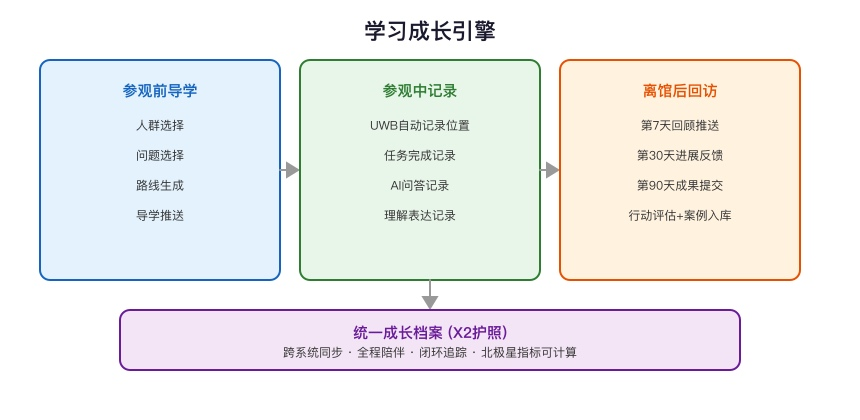 学习成长引擎
参观前导学
人群选择
问题选择
路线生成
导学推送
参观中记录
UWB自动记录位置
任务完成记录
AI问答记录
理解表达记录
离馆后回访
第7天回顾推送
第30天进展反馈
第90天成果提交
行动评估+案例入库
统一成长档案 (X2护照)
跨系统同步 · 全程陪伴 · 闭环追踪 · 北极星指标可计算